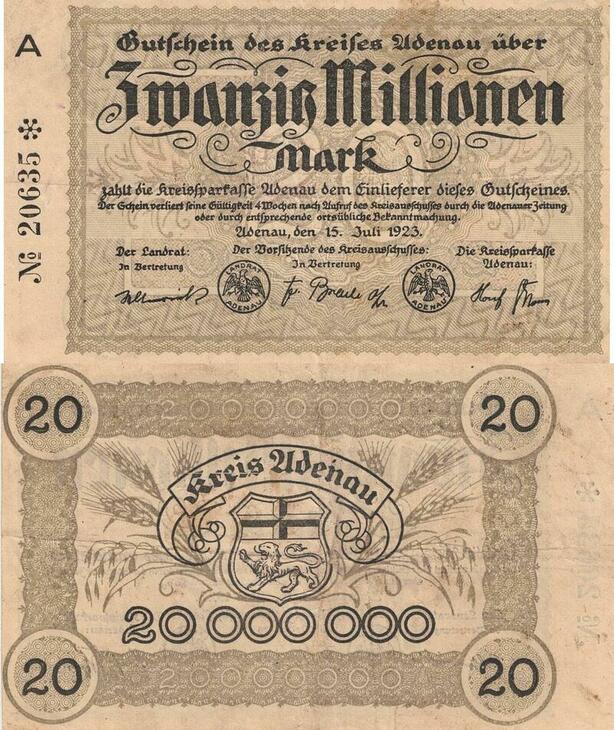 A
Gutschein des Kreises Adenau über
Zwanzig Millionen
Mark
zahlt die Kreissparkasse Adenau dem Einlieferer dieses Gutscheines.
Der Schein verliert seine Gültigkeit 4 Wochen nach Aufruf des Kreisausschusses durch die Adenauer Zeitung
oder durch entsprechende ortsübliche Bekanntmachung.
Adenau, den 15. Juli 1923.
Der Landrat:
In Vertretung
Der Vorsitzende des Kreisausschusses:
In Vertretung
Die Kreissparkasse
Adenau:
LANDRAT
ADENAU
LANDRAT
ADENAU
№ 20635 *
20
20
20000000
Kreis Adenau
20 000 000
20
20
20000000